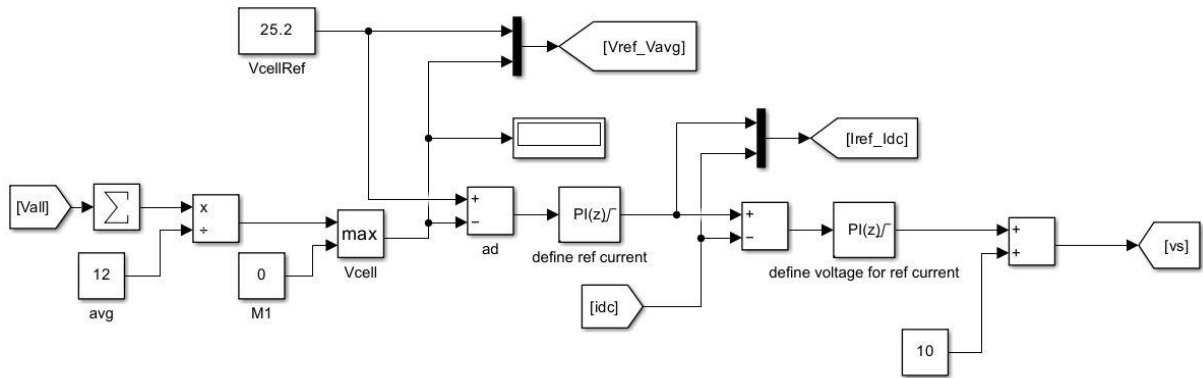 25.2
VcellRef
[Vref_Vavg]
[Iref_Idc]
[Vall]
Σ
x
÷
12
avg
0
M1
max
Vcell
+
−
ad
PI(z)
define ref current
+
−
PI(z)
define voltage for ref current
[idc]
+
+
10
[vs]